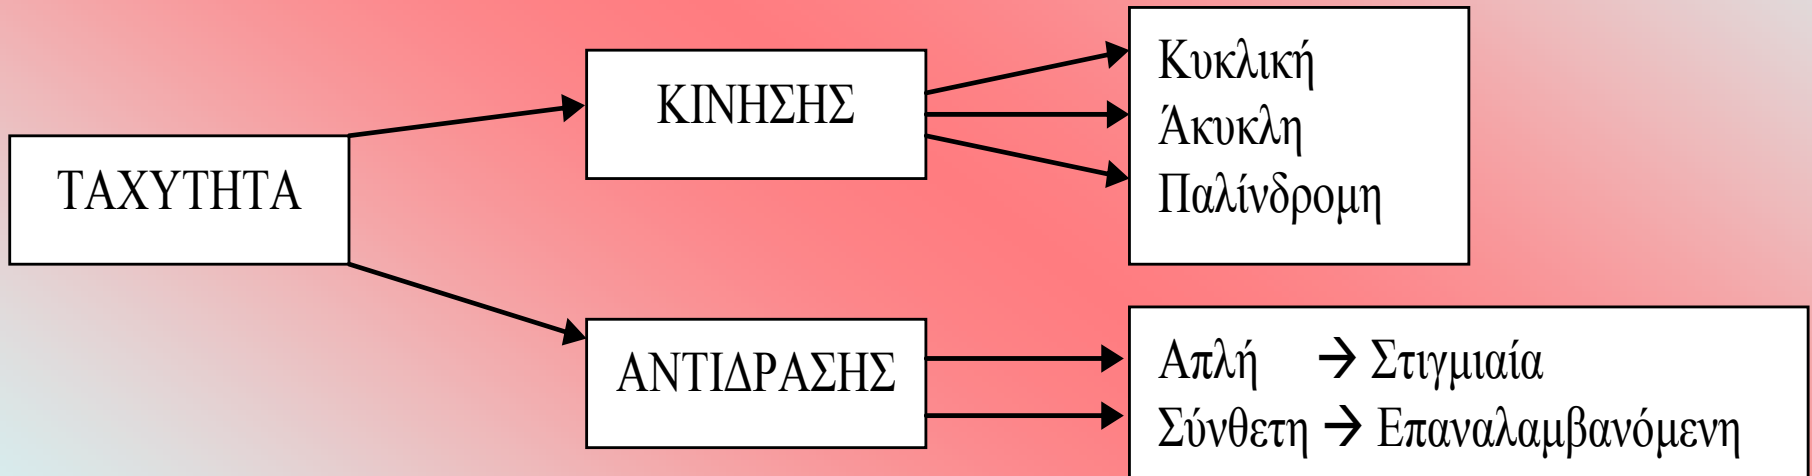 ΤΑΧΥΤΗΤΑ
ΚΙΝΗΣΗΣ
Κυκλική
Άκυκλη
Παλίνδρομη
ΑΝΤΙΔΡΑΣΗΣ
Απλή → Στιγμιαία
Σύνθετη → Επαναλαμβανόμενη